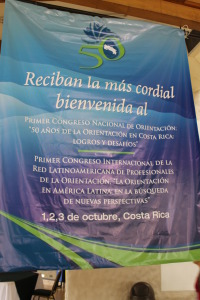 50
Reciban la más cordial
bienvenida al
PRIMER CONGRESO NACIONAL DE ORIENTACIÓN:
"50 AÑOS DE LA ORIENTACIÓN EN COSTA RICA:
LOGROS Y DESAFÍOS"
PRIMER CONGRESO INTERNACIONAL DE LA
RED LATINOAMERICANA DE PROFESIONALES
DE LA ORIENTACIÓN: "LA ORIENTACIÓN
EN AMÉRICA LATINA EN LA BÚSQUEDA
DE NUEVAS PERSPECTIVAS"
1,2,3 de octubre, Costa Rica